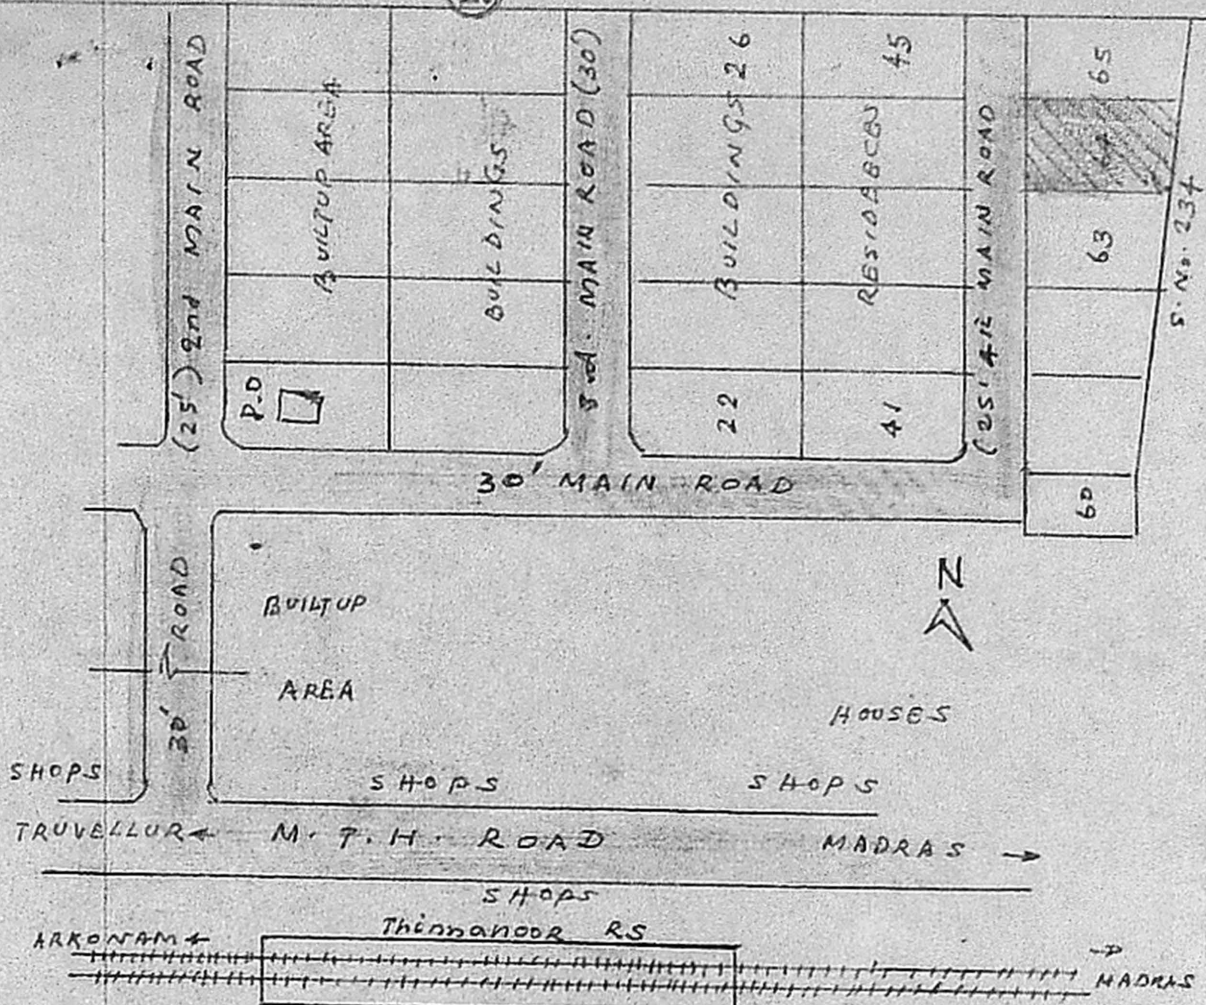 (25') 2nd MAIN ROAD
BUILTUP AREA
BUILDINGS
3rd. MAIN ROAD (30')
BUILDINGS
26
RESIDEBCES
45
(25' 4th MAIN ROAD
65
63
S. No. 234
P.O
22
41
60
30' MAIN ROAD
30' ROAD
BUILTUP
AREA
N
HOUSES
SHOPS
SHOPS
SHOPS
TRUVELLUR ← M. T. H. ROAD MADRAS →
SHOPS
Thinnanoor RS
ARKONAM ←
→ MADRAS